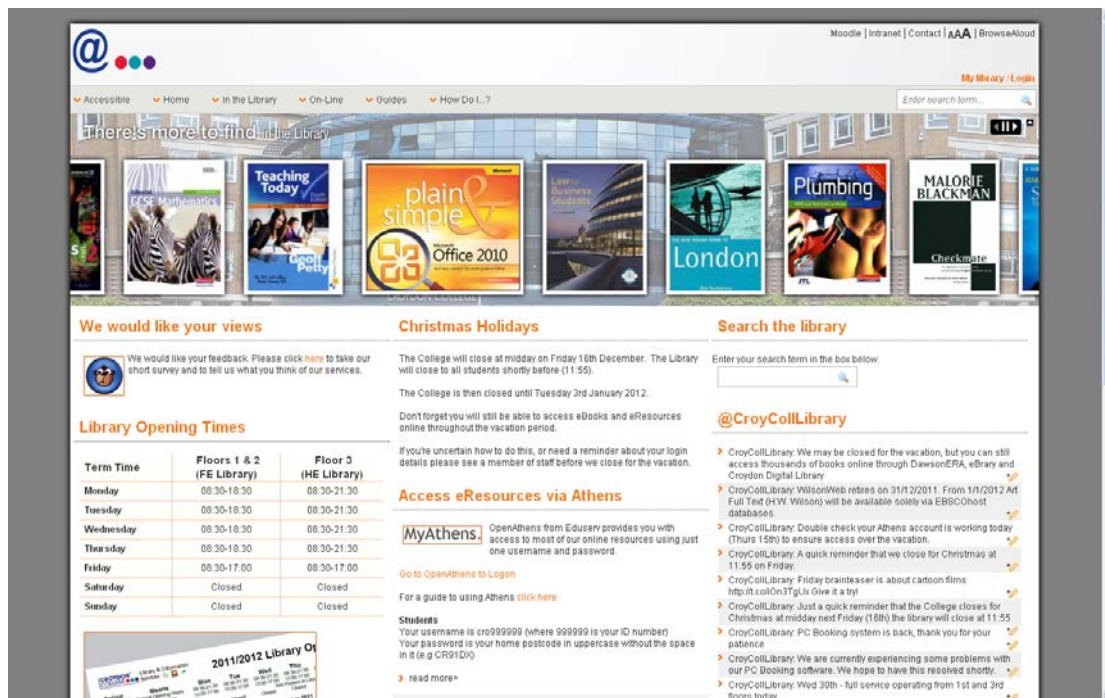 @...
Moodle | Intranet | Contact | AAA | BrowseAloud
My library / Login
Accessible Home In the Library On-Line Guides How Do I...?
Enter search term...
There's more to find in the Library
GCSE Mathematics
Teaching Today
Geoff Petty
Microsoft
plain & simple
Microsoft
Office 2010
Law for Business Students
London
Plumbing
JTL
MALORIE BLACKMAN
Checkmate
CROYDON COLLEGE
We would like your views
We would like your feedback. Please click here to take our
short survey and to tell us what you think of our services.
Library Opening Times
Term Time Floors 1 & 2 (FE Library) Floor 3 (HE Library)
Monday 08:30-18:30 08:30-21:30
Tuesday 08:30-18:30 08:30-21:30
Wednesday 08:30-18:30 08:30-21:30
Thursday 08:30-18:30 08:30-21:30
Friday 08:30-17:00 08:30-17:00
Saturday Closed Closed
Sunday Closed Closed
Library & Information Services
2011/2012 Library Op
Christmas Holidays
The College will close at midday on Friday 16th December. The Library
will close to all students shortly before (11:55).
The College is then closed until Tuesday 3rd January 2012.
Don't forget you will still be able to access eBooks and eResources
online throughout the vacation period.
If you're uncertain how to do this, or need a reminder about your login
details please see a member of staff before we close for the vacation.
Access eResources via Athens
MyAthens.
OpenAthens from Eduserv provides you with
access to most of our online resources using just
one username and password.
Go to OpenAthens to Logon
For a guide to using Athens click here
Students
Your username is cro999999 (where 999999 is your ID number)
Your password is your home postcode in uppercase without the space
in it (e.g CR91DX)
read more>
Search the library
Enter your search term in the box below.
@CroyCollLibrary
CroyCollLibrary: We may be closed for the vacation, but you can still
access thousands of books online through DawsonERA, eBrary and
Croydon Digital Library
CroyCollLibrary: WilsonWeb retires on 31/12/2011. From 1/1/2012 Art
Full Text (H.W. Wilson) will be available solely via EBSCOhost
databases.
CroyCollLibrary: Double check your Athens account is working today
(Thurs 15th) to ensure access over the vacation.
CroyCollLibrary: A quick reminder that we close for Christmas at
11:55 on Friday.
CroyCollLibrary: Friday brainteaser is about cartoon films
http://t.co/lOn3TgUx Give it a try!
CroyCollLibrary: Just a quick reminder that the College closes for
Christmas at midday next Friday (16th) the library will close at 11:55
CroyCollLibrary: PC Booking system is back, thank you for your
patience
CroyCollLibrary: We are currently experiencing some problems with
our PC Booking software. We hope to have this resolved shortly.
CroyCollLibrary: Wed 30th - full service operating from 1st and 3rd
floors today